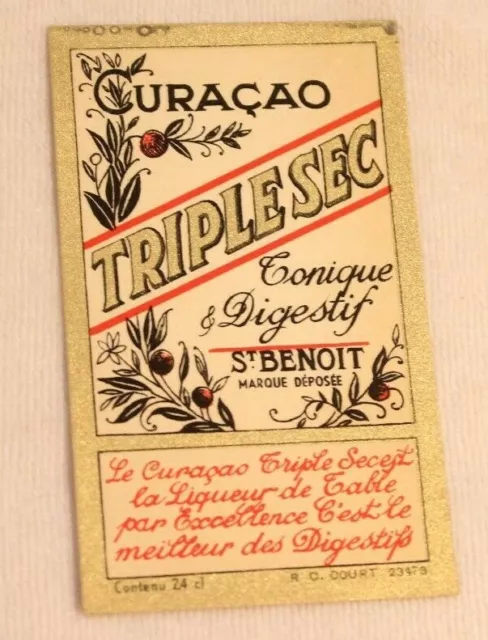 CURAÇAO
TRIPLE SEC
Tonique
& Digestif
ST BENOIT
MARQUE DÉPOSÉE
Le Curaçao Triple Sec est
la Liqueur de Table
par Excellence C'est le
meilleur des Digestifs
Contenu 24 cl
R. C. COURT 23473